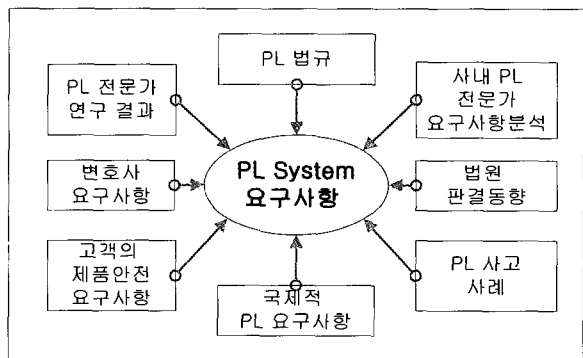 PL 법규
PL 전문가
연구 결과
사내 PL
전문가
요구사항분석
변호사
요구사항
PL System
요구사항
법원
판결동향
고객의
제품안전
요구사항
국제적
PL 요구사항
PL 사고
사례